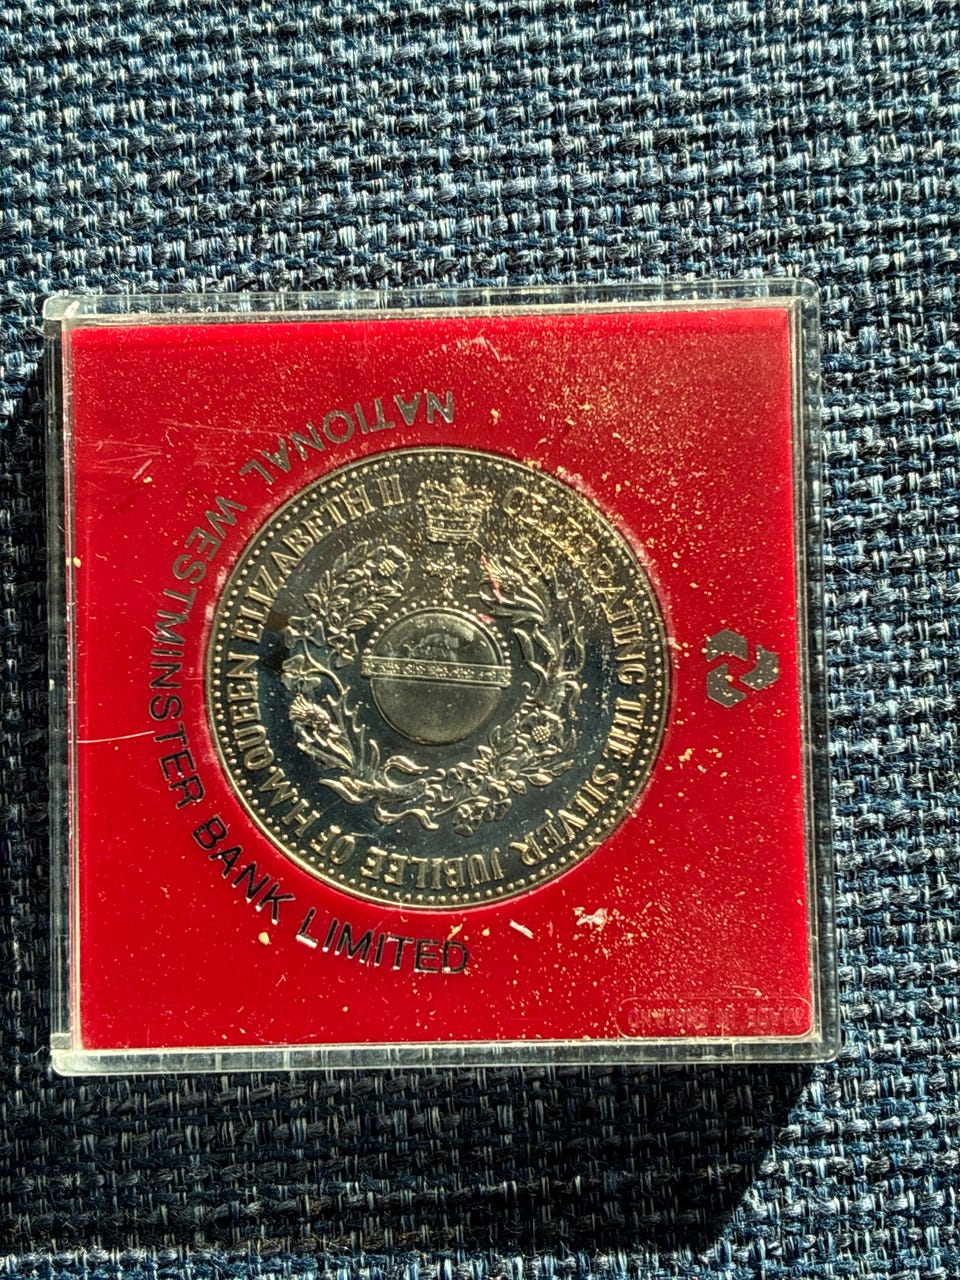 NATIONAL WESTMINSTER BANK LIMITED
CELEBRATING THE SILVER JUBILEE OF H.M. QUEEN ELIZABETH II